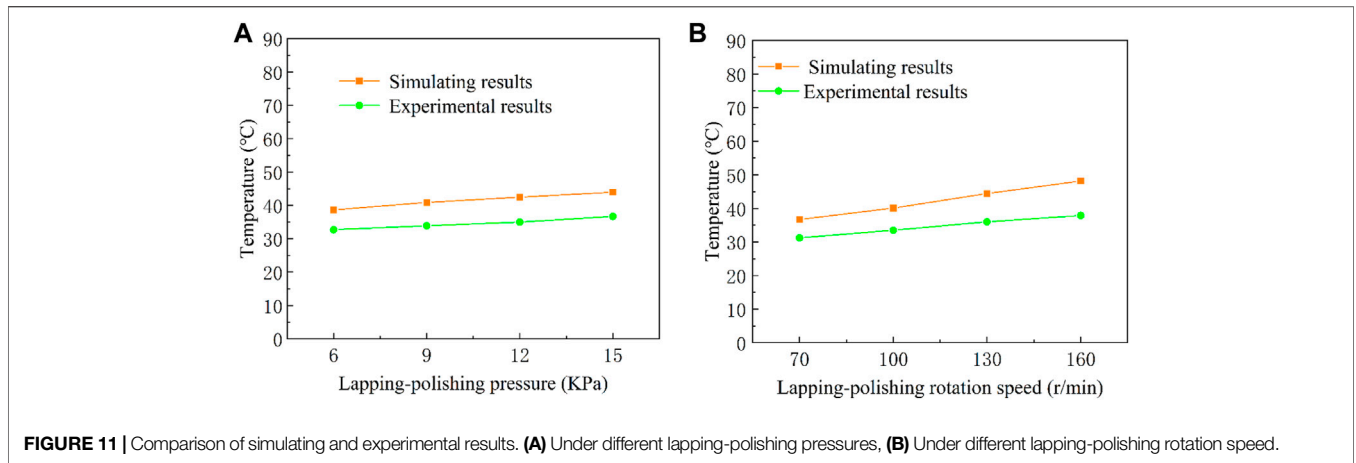 A
90
80
70
60
50
40
30
20
10
0
Temperature (℃)
Simulating results
Experimental results
6 9 12 15
Lapping-polishing pressure (KPa)
B
90
80
70
60
50
40
30
20
10
0
Temperature (℃)
Simulating results
Experimental results
70 100 130 160
Lapping-polishing rotation speed (r/min)
FIGURE 11 | Comparison of simulating and experimental results. (A) Under different lapping-polishing pressures, (B) Under different lapping-polishing rotation speed.